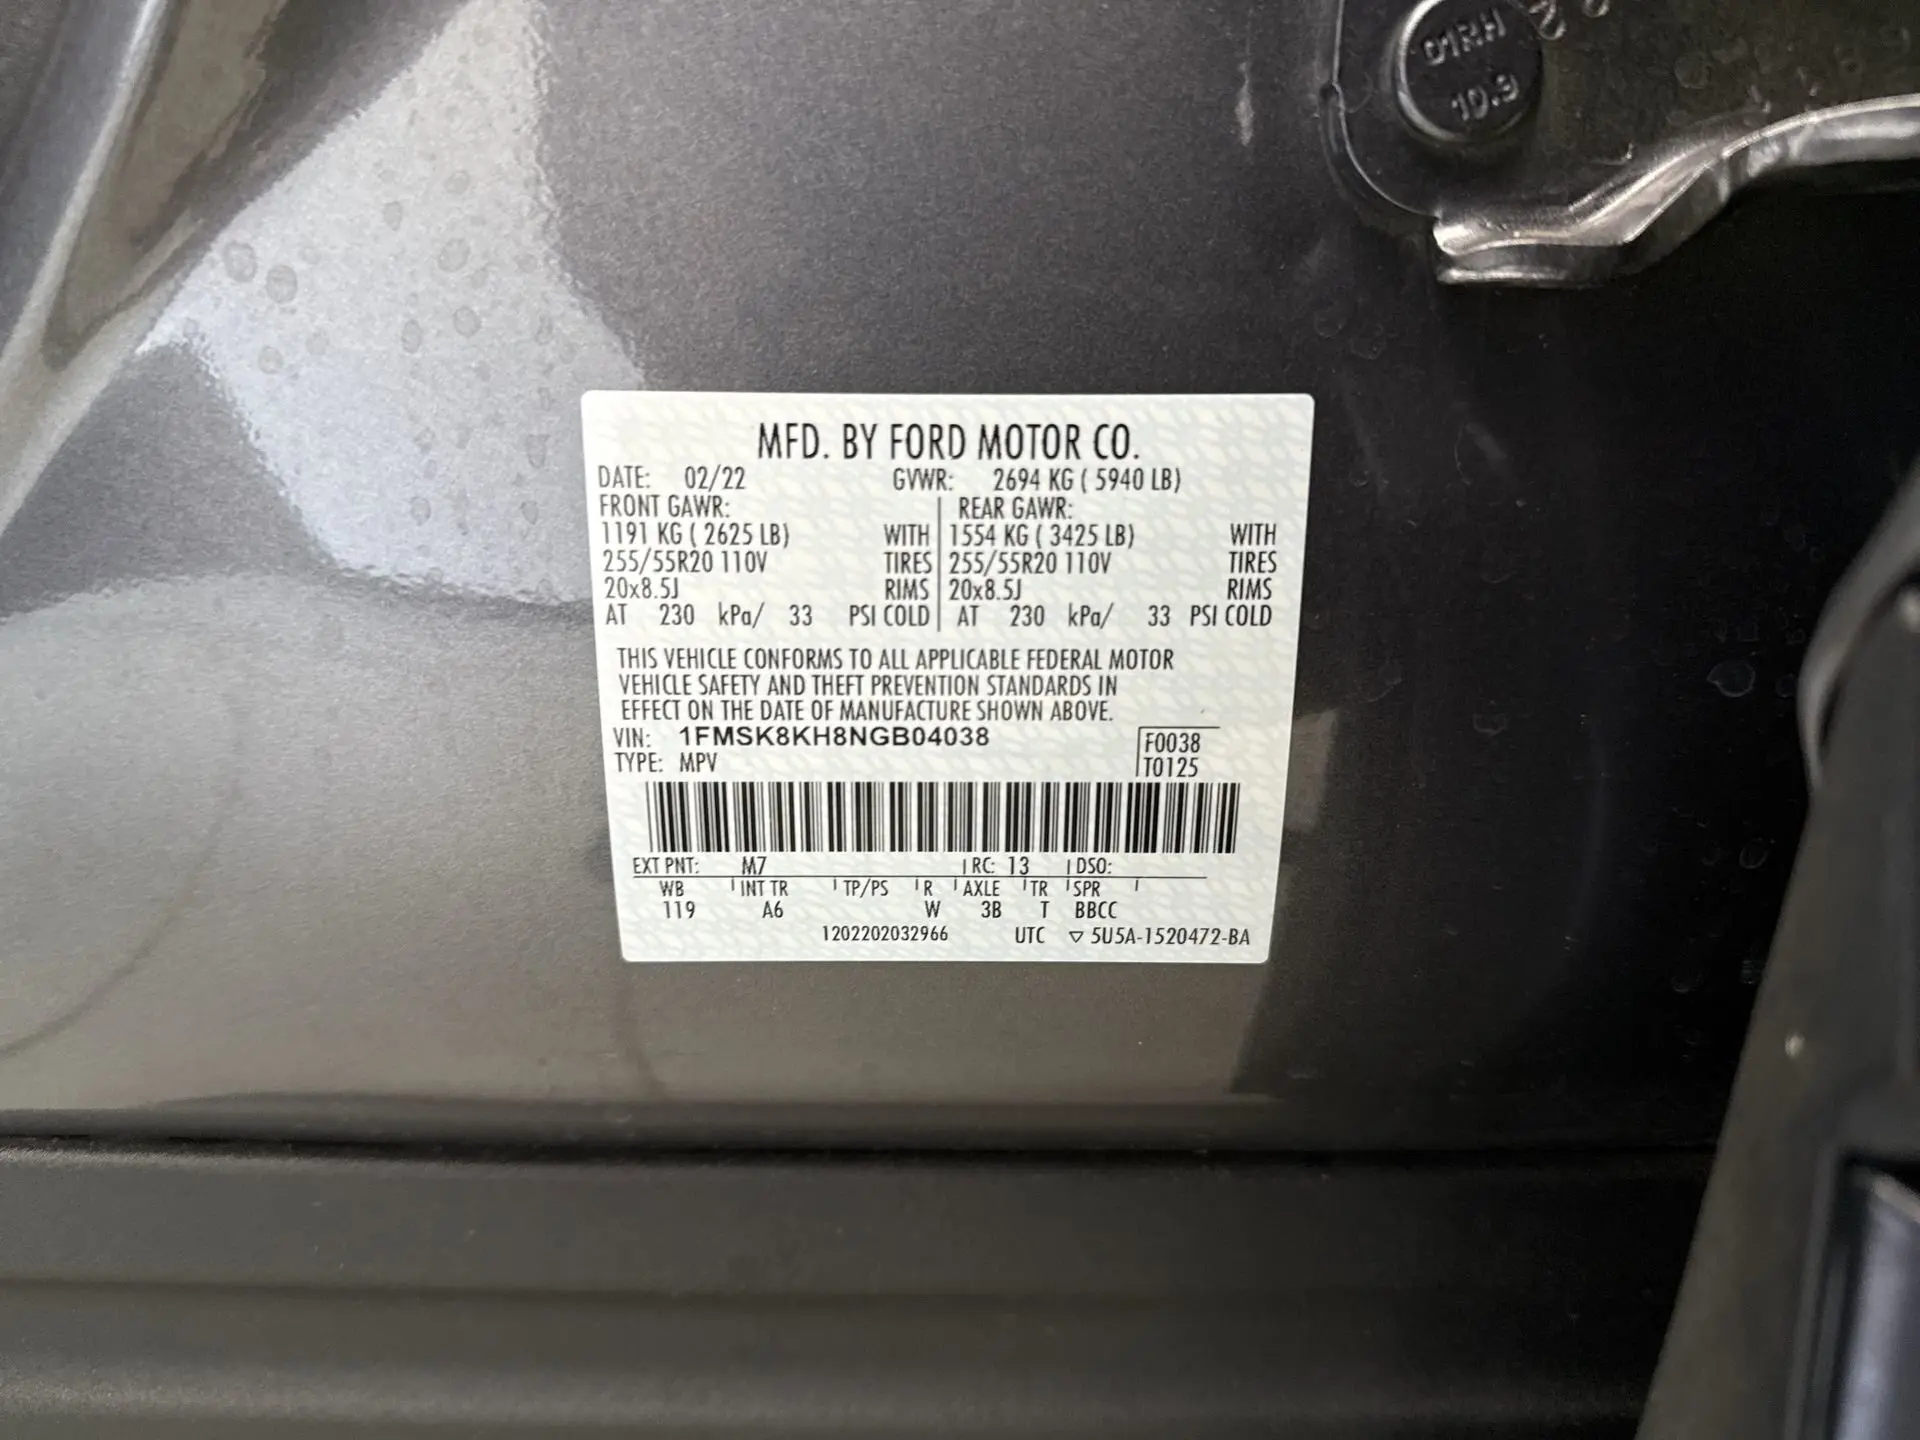 D1RH
10.9
MFD. BY FORD MOTOR CO.
DATE: 02/22 GVWR: 2694 KG ( 5940 LB)
FRONT GAWR: REAR GAWR:
1191 KG ( 2625 LB) WITH 1554 KG ( 3425 LB) WITH
255/55R20 110V TIRES 255/55R20 110V TIRES
20x8.5J RIMS 20x8.5J RIMS
AT 230 kPa/ 33 PSI COLD AT 230 kPa/ 33 PSI COLD
THIS VEHICLE CONFORMS TO ALL APPLICABLE FEDERAL MOTOR
VEHICLE SAFETY AND THEFT PREVENTION STANDARDS IN
EFFECT ON THE DATE OF MANUFACTURE SHOWN ABOVE.
VIN: 1FMSK8KH8NGB04038 F0038
TYPE: MPV T0125
EXT PNT: M7 RC: 13 DSO:
WB INT TR TP/PS R AXLE TR SPR
119 A6 W 3B T BBCC
1202202032966 UTC ▽ 5U5A-1520472-BA